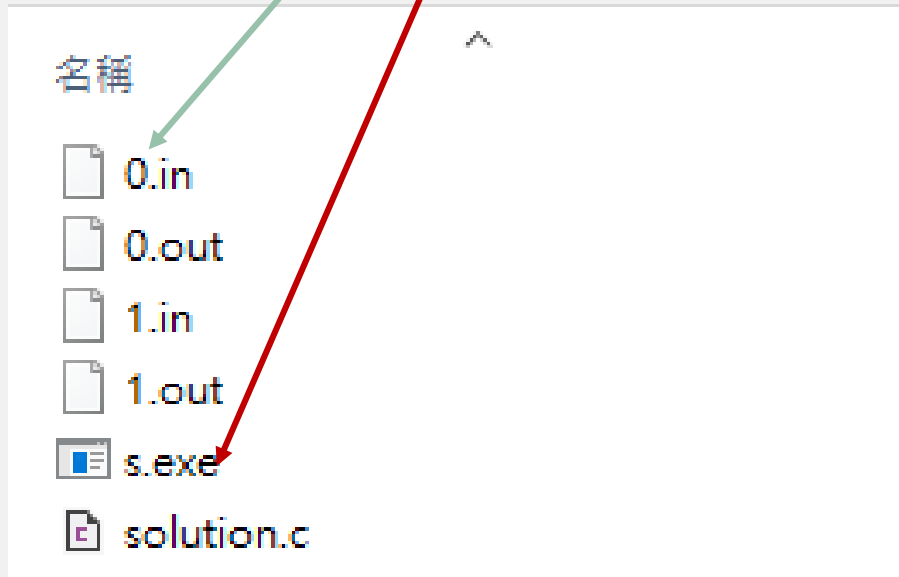 名稱
0.in
0.out
1.in
1.out
s.exe
solution.c